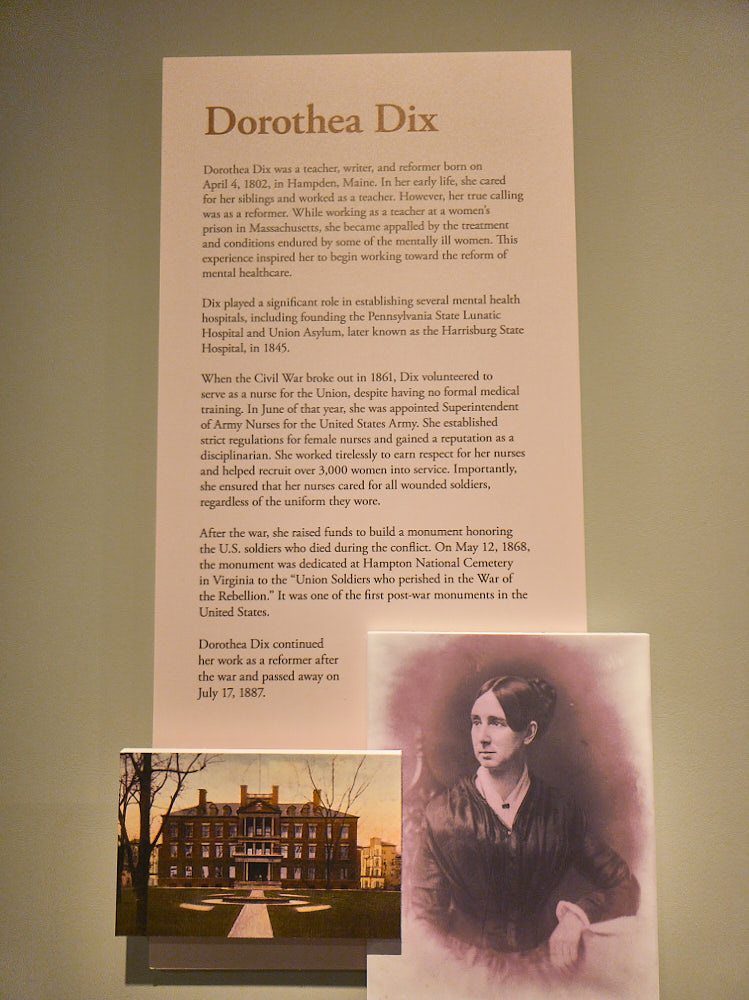 Dorothea Dix
Dorothea Dix was a teacher, writer, and reformer born on
April 4, 1802, in Hampden, Maine. In her early life, she cared
for her siblings and worked as a teacher. However, her true calling
was as a reformer. While working as a teacher at a women's
prison in Massachusetts, she became appalled by the treatment
and conditions endured by some of the mentally ill women. This
experience inspired her to begin working toward the reform of
mental healthcare.
Dix played a significant role in establishing several mental health
hospitals, including founding the Pennsylvania State Lunatic
Hospital and Union Asylum, later known as the Harrisburg State
Hospital, in 1845.
When the Civil War broke out in 1861, Dix volunteered to
serve as a nurse for the Union, despite having no formal medical
training. In June of that year, she was appointed Superintendent
of Army Nurses for the United States Army. She established
strict regulations for female nurses and gained a reputation as a
disciplinarian. She worked tirelessly to earn respect for her nurses
and helped recruit over 3,000 women into service. Importantly,
she ensured that her nurses cared for all wounded soldiers,
regardless of the uniform they wore.
After the war, she raised funds to build a monument honoring
the U.S. soldiers who died during the conflict. On May 12, 1868,
the monument was dedicated at Hampton National Cemetery
in Virginia to the “Union Soldiers who perished in the War of
the Rebellion.” It was one of the first post-war monuments in the
United States.
Dorothea Dix continued
her work as a reformer after
the war and passed away on
July 17, 1887.